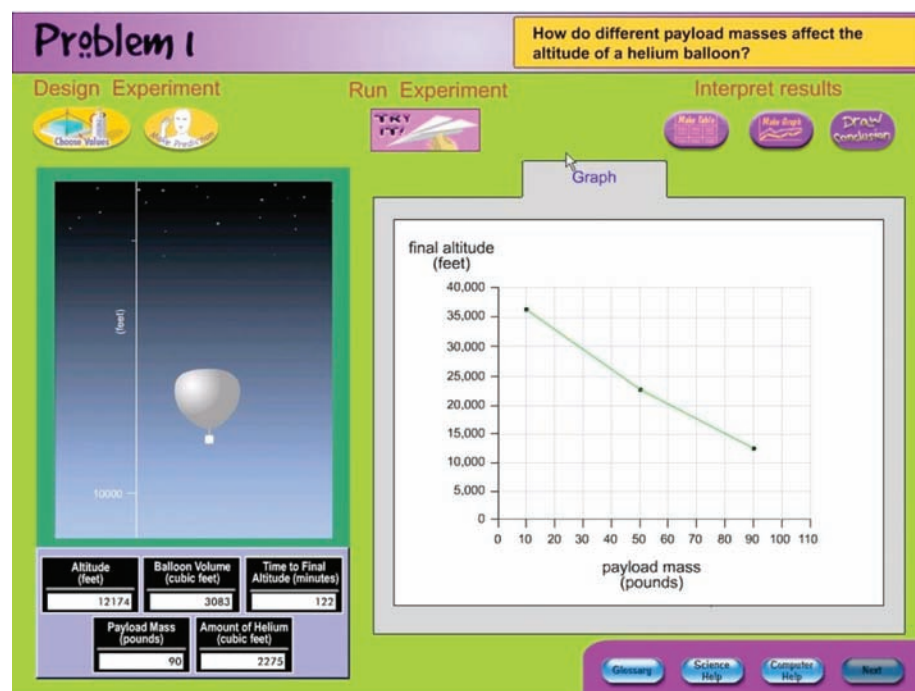 Problem 1
How do different payload masses affect the
altitude of a helium balloon?
Design Experiment
Run Experiment
Interpret results
Choose Values
Make Prediction
TRY
IT!
Make Table
Make Graph
Draw
Conclusion
(feet)
10000
Graph
final altitude
(feet)
40,000
35,000
30,000
25,000
20,000
15,000
10,000
5,000
0
0 10 20 30 40 50 60 70 80 90 100 110
payload mass
(pounds)
Altitude
(feet)
12174
Balloon Volume
(cubic feet)
3083
Time to Final
Altitude (minutes)
122
Payload Mass
(pounds)
90
Amount of Helium
(cubic feet)
2275
Glossary
Science
Help
Computer
Help
Next